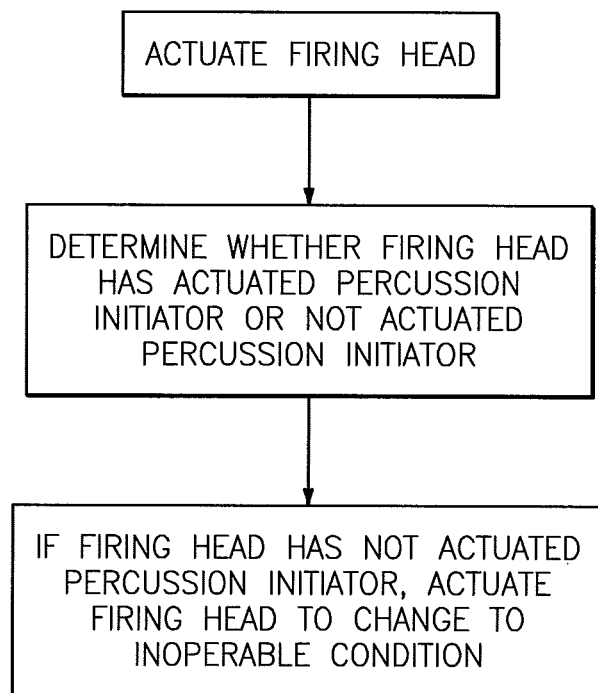 ACTUATE FIRING HEAD
DETERMINE WHETHER FIRING HEAD
HAS ACTUATED PERCUSSION
INITIATOR OR NOT ACTUATED
PERCUSSION INITIATOR
IF FIRING HEAD HAS NOT ACTUATED
PERCUSSION INITIATOR, ACTUATE
FIRING HEAD TO CHANGE TO
INOPERABLE CONDITION